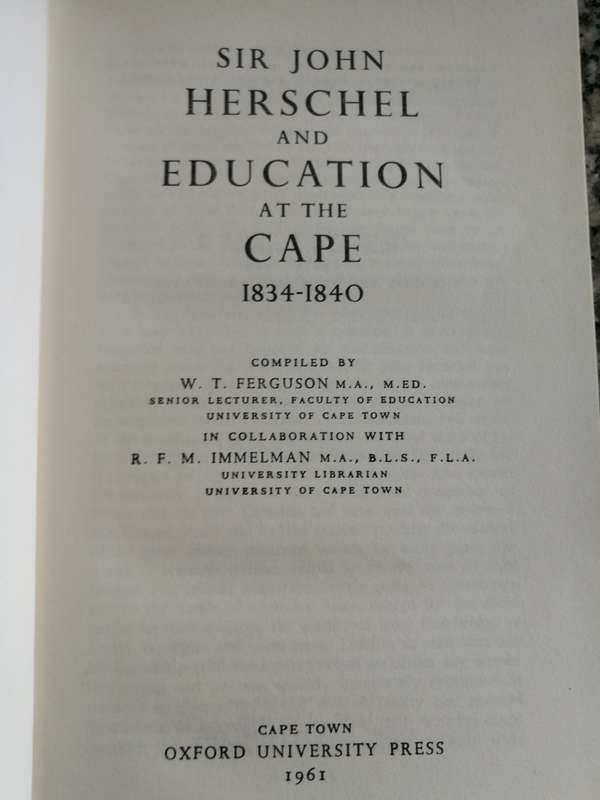 SIR JOHN
HERSCHEL
AND
EDUCATION
AT THE
CAPE
1834-1840
COMPILED BY
W. T. FERGUSON M.A., M.ED.
SENIOR LECTURER, FACULTY OF EDUCATION
UNIVERSITY OF CAPE TOWN
IN COLLABORATION WITH
R. F. M. IMMELMAN M.A., B.L.S., F.L.A.
UNIVERSITY LIBRARIAN
UNIVERSITY OF CAPE TOWN
CAPE TOWN
OXFORD UNIVERSITY PRESS
1961